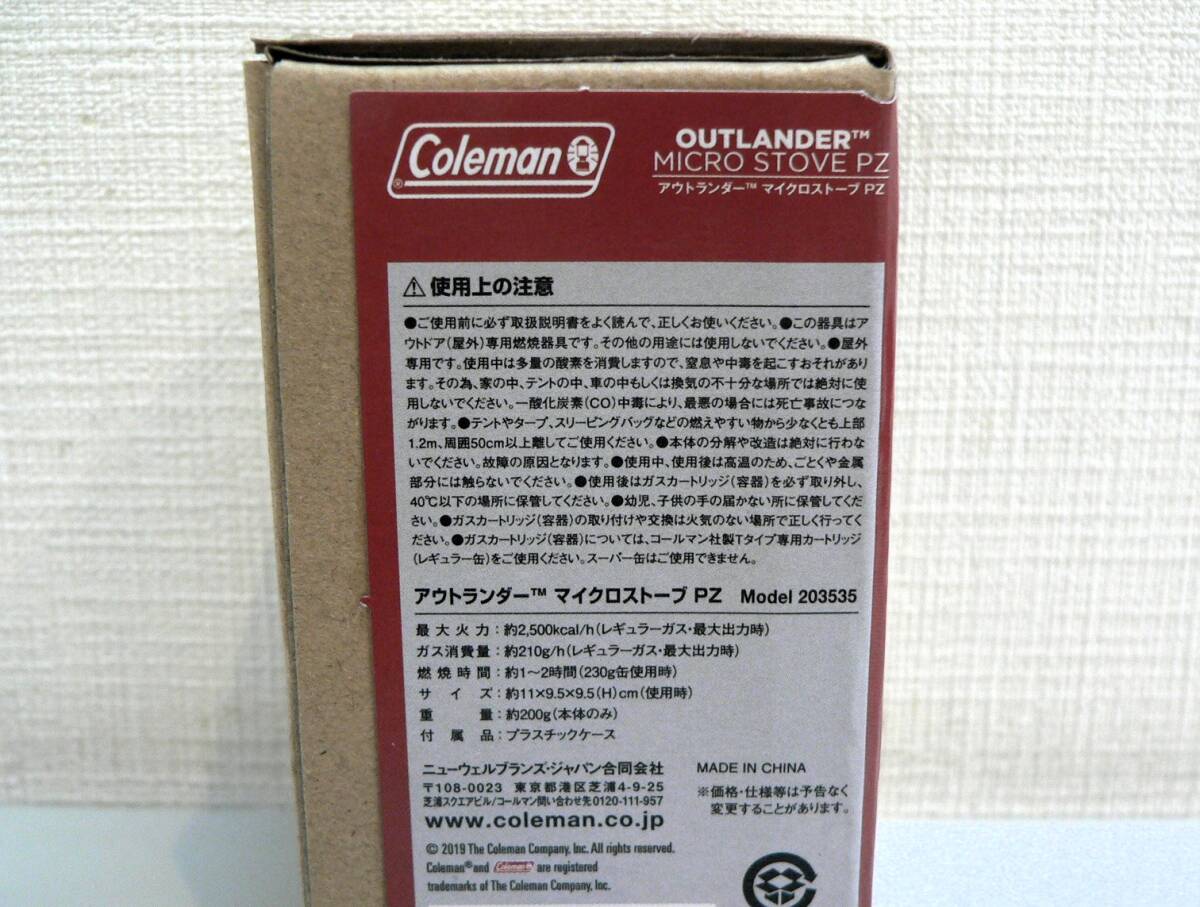 Coleman
OUTLANDER™
MICRO STOVE PZ
アウトランダー™ マイクロストーブ PZ
⚠使用上の注意
●ご使用前に必ず取扱説明書をよく読んで、正しくお使いください。●この器具はア
ウトドア(屋外)専用燃焼器具です。その他の用途には使用しないでください。●屋外
専用です。使用中は多量の酸素を消費しますので、窒息や中毒を起こすおそれがあり
ます。その為、家の中、テントの中、車の中もしくは換気の不十分な場所では絶対に使
用しないでください。一酸化炭素(CO)中毒により、最悪の場合には死亡事故につな
がります。●テントやタープ、スリーピングバッグなどの燃えやすい物から少なくとも上部
1.2m、周囲50cm以上離してご使用ください。●本体の分解や改造は絶対に行わな
いでください。故障の原因となります。●使用中、使用後は高温のため、ごとくや金属
部分には触らないでください。●使用後はガスカートリッジ(容器)を必ず取り外し、
40℃以下の場所に保管してください。●幼児、子供の手の届かない所に保管してくだ
さい。●ガスカートリッジ(容器)の取り付けや交換は火気のない場所で正しく行ってく
ださい。●ガスカートリッジ(容器)については、コールマン社製Tタイプ専用カートリッジ
(レギュラー缶)をご使用ください。スーパー缶はご使用できません。
アウトランダー™ マイクロストーブ PZ Model 203535
最大火力:約2,500kcal/h(レギュラーガス・最大出力時)
ガス消費量:約210g/h(レギュラーガス・最大出力時)
燃焼時間:約1〜2時間(230g缶使用時)
サイズ:約11×9.5×9.5(H)cm(使用時)
重量:約200g(本体のみ)
付属品:プラスチックケース
ニューウェルブランズ・ジャパン合同会社
〒108-0023 東京都港区芝浦4-9-25
芝浦スクエアビル/コールマン問い合わせ先0120-111-957
www.coleman.co.jp
MADE IN CHINA
※価格・仕様等は予告なく
変更することがあります。
© 2019 The Coleman Company, Inc. All rights reserved.
Coleman® and Coleman are registered
trademarks of The Coleman Company, Inc.